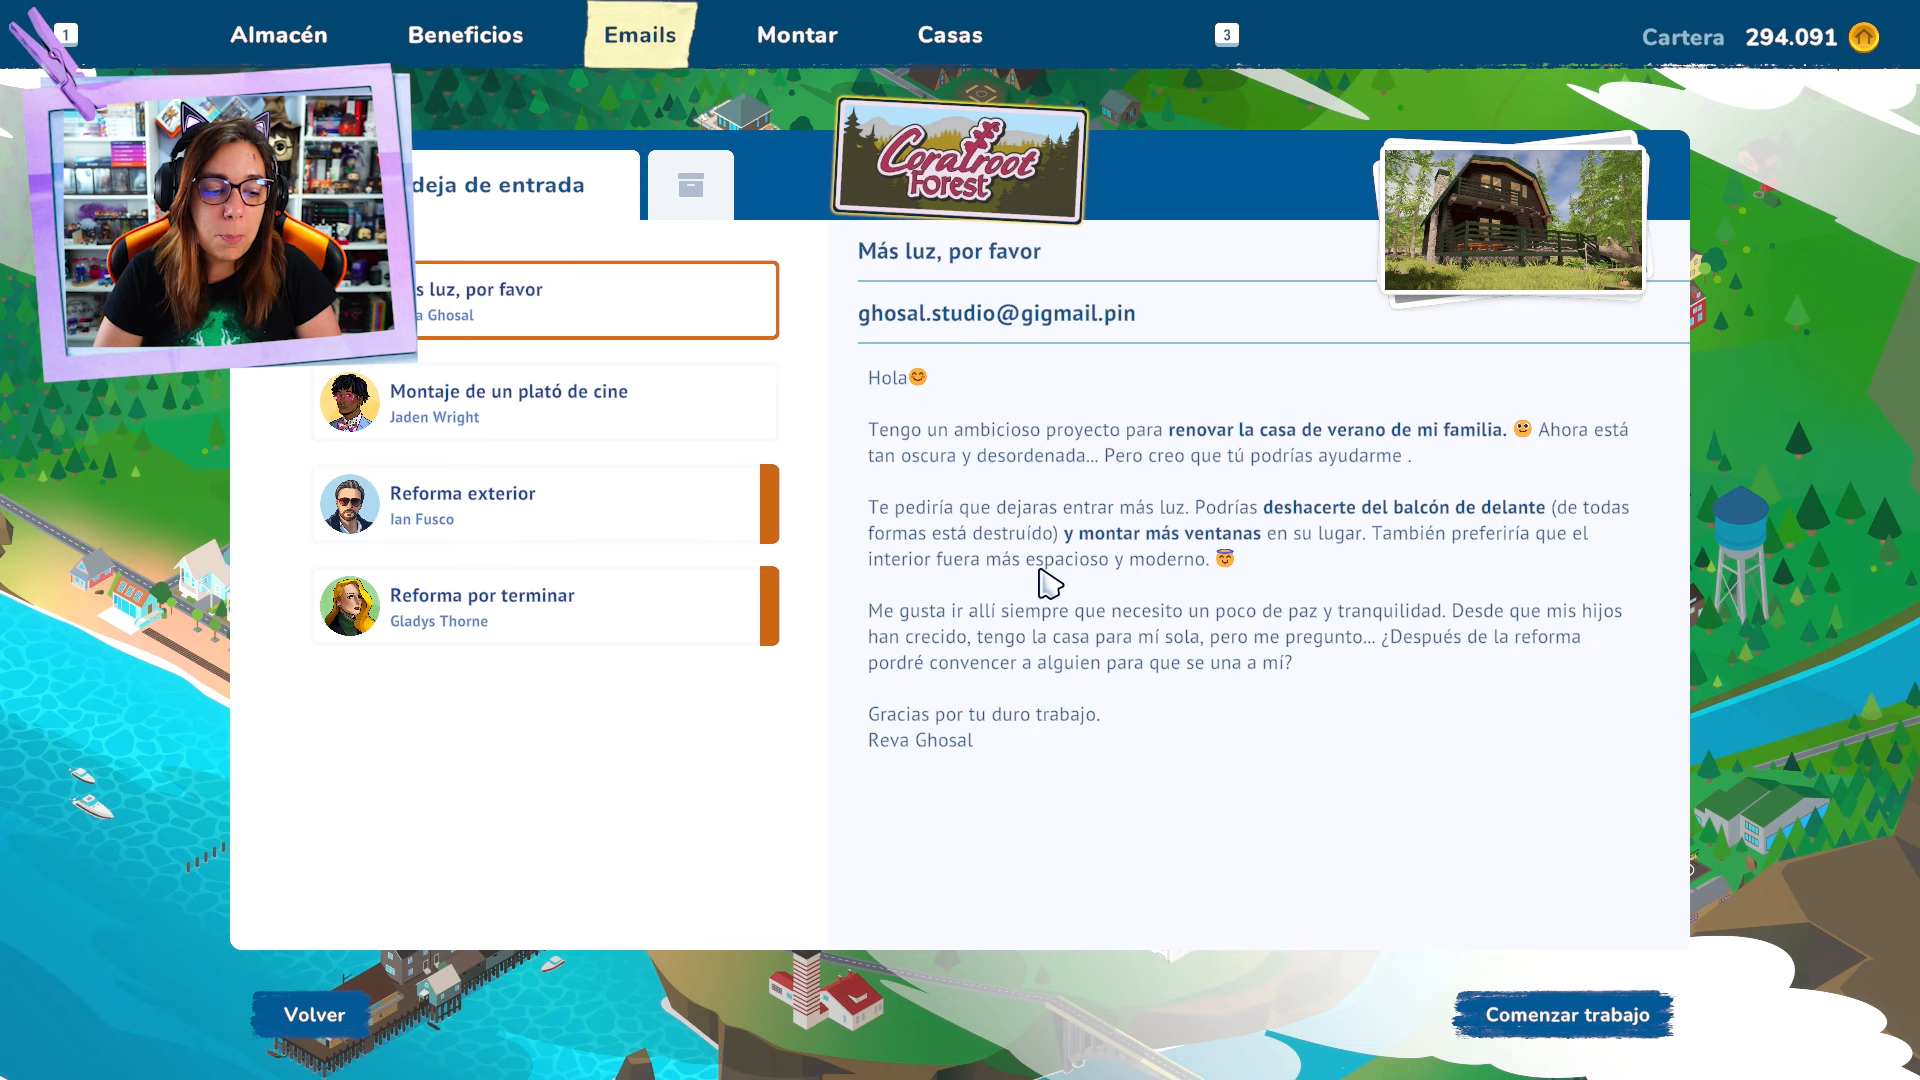 1
Almacén
Beneficios
Emails
Montar
Casas
3
Cartera 294.091
deja de entrada
s luz, por favor
a Ghosal
Montaje de un plató de cine
Jaden Wright
Reforma exterior
Ian Fusco
Reforma por terminar
Gladys Thorne
Coralroot
Forest
Más luz, por favor
ghosal.studio@gigmail.pin
Hola😊
Tengo un ambicioso proyecto para renovar la casa de verano de mi familia. 🙂 Ahora está
tan oscura y desordenada... Pero creo que tú podrías ayudarme .
Te pediría que dejaras entrar más luz. Podrías deshacerte del balcón de delante (de todas
formas está destruído) y montar más ventanas en su lugar. También preferiría que el
interior fuera más espacioso y moderno. 😇
Me gusta ir allí siempre que necesito un poco de paz y tranquilidad. Desde que mis hijos
han crecido, tengo la casa para mí sola, pero me pregunto... ¿Después de la reforma
pordré convencer a alguien para que se una a mí?
Gracias por tu duro trabajo.
Reva Ghosal
Volver
Comenzar trabajo